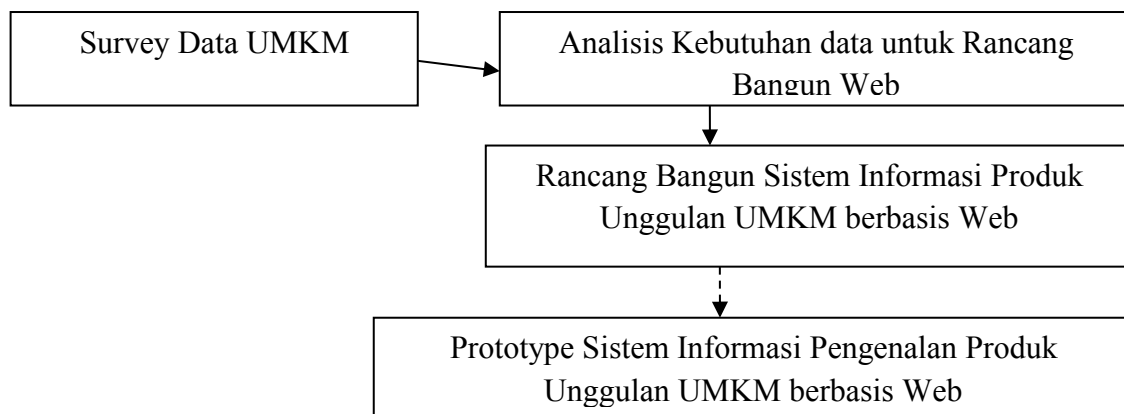 Survey Data UMKM
Analisis Kebutuhan data untuk Rancang
Bangun Web
Rancang Bangun Sistem Informasi Produk
Unggulan UMKM berbasis Web
Prototype Sistem Informasi Pengenalan Produk
Unggulan UMKM berbasis Web